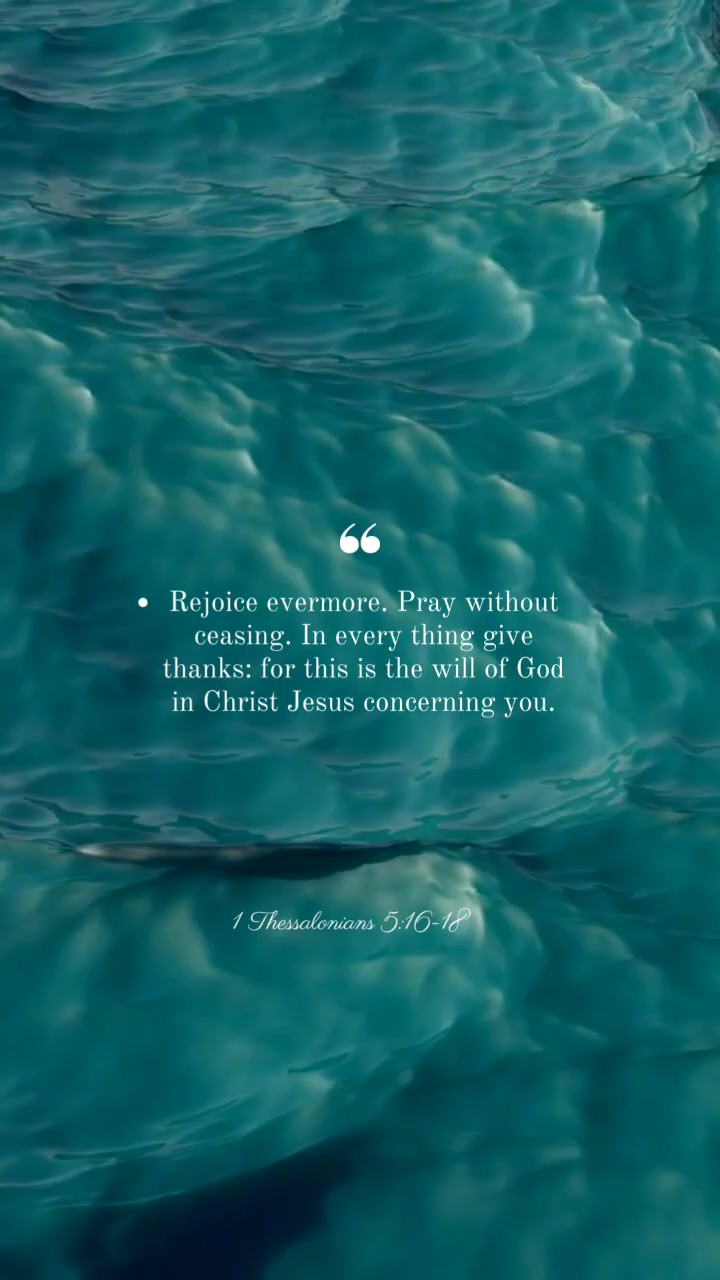 ❝
• Rejoice evermore. Pray without
ceasing. In every thing give
thanks: for this is the will of God
in Christ Jesus concerning you.
1 Thessalonians 5:16-18